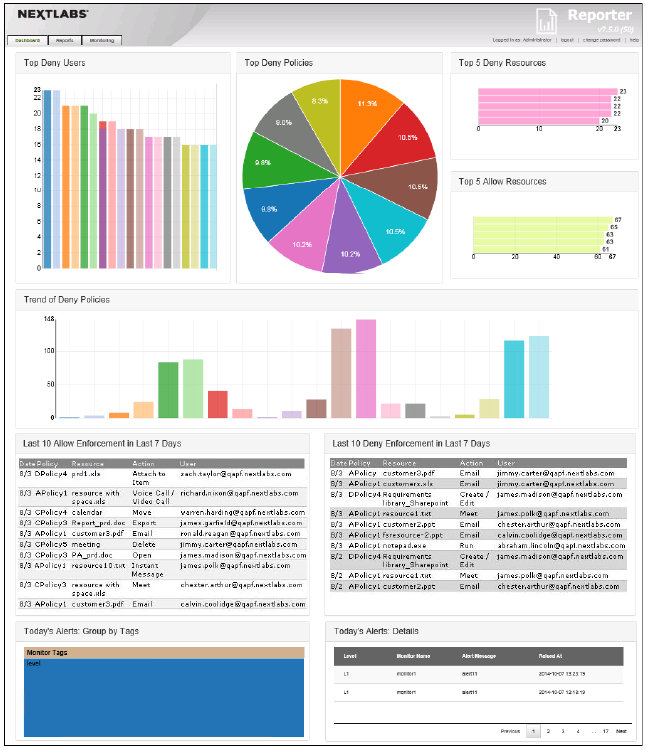 NEXTLABS
Reporter
v7.5.0 (50)
Dashboard Reports Monitoring
Logged in as: Administrator | logout | change password | help
Top Deny Users
23
22
20
18
15
13
11
8
6
4
2
0
Top Deny Policies
8.3%
11.3%
9.0%
10.5%
9.8%
10.5%
9.8%
10.5%
10.2%
10.2%
Top 5 Deny Resources
23
22
22
22
20
0 10 20 23
Top 5 Allow Resources
67
65
63
63
61
0 20 40 60 67
Trend of Deny Policies
148
100
50
0
Last 10 Allow Enforcement in Last 7 Days
Date Policy Resource Action User
8/3 DPolicy4 prd1.xls Attach to Item zach.taylor@qapf.nextlabs.com
8/3 APolicy1 resource with space.xls Voice Call / Video Call richard.nixon@qapf.nextlabs.com
8/3 CPolicy4 calendar Move warren.harding@qapf.nextlabs.com
8/3 CPolicy3 Report_prd.doc Export james.garfield@qapf.nextlabs.com
8/3 APolicy1 customer3.pdf Email ronald.reagan@qapf.nextlabs.com
8/3 CPolicy5 meeting Delete jimmy.carter@qapf.nextlabs.com
8/3 CPolicy3 PA_prd.doc Open james.madison@qapf.nextlabs.com
8/3 APolicy1 resource10.txt Instant Message james.polk@qapf.nextlabs.com
8/3 CPolicy3 resource with space.xls Meet chester.arthur@qapf.nextlabs.com
8/3 APolicy1 customer3.pdf Email calvin.coolidge@qapf.nextlabs.com
Last 10 Deny Enforcement in Last 7 Days
Date Policy Resource Action User
8/3 APolicy customer3.pdf Email jimmy.carter@qapf.nextlabs.com
8/3 APolicy1 customerx.xls Email jimmy.carter@qapf.nextlabs.com
8/3 DPolicy4 Requirements library_Sharepoint Create / Edit james.madison@qapf.nextlabs.com
8/3 APolicy1 resource1.txt Meet james.polk@qapf.nextlabs.com
8/3 APolicy1 customer2.ppt Email chester.arthur@qapf.nextlabs.com
8/3 APolicy1 fsresource-2.ppt Email calvin.coolidge@qapf.nextlabs.com
8/3 APolicy1 notepad.exe Run abraham.lincoln@qapf.nextlabs.com
8/2 DPolicy4 Requirements library_Sharepoint Create / Edit james.madison@qapf.nextlabs.com
8/2 APolicy1 resource1.txt Meet james.polk@qapf.nextlabs.com
8/2 APolicy1 customer2.ppt Email chester.arthur@qapf.nextlabs.com
Today's Alerts: Group by Tags
Monitor Tags
level
Today's Alerts: Details
Level Monitor Name Alert Message Raised At
L1 monitor1 alert11 2014-10-07
L1 monitor1 alert11 2014-10-07
Previous 1 2 3 4 ... 17 Next